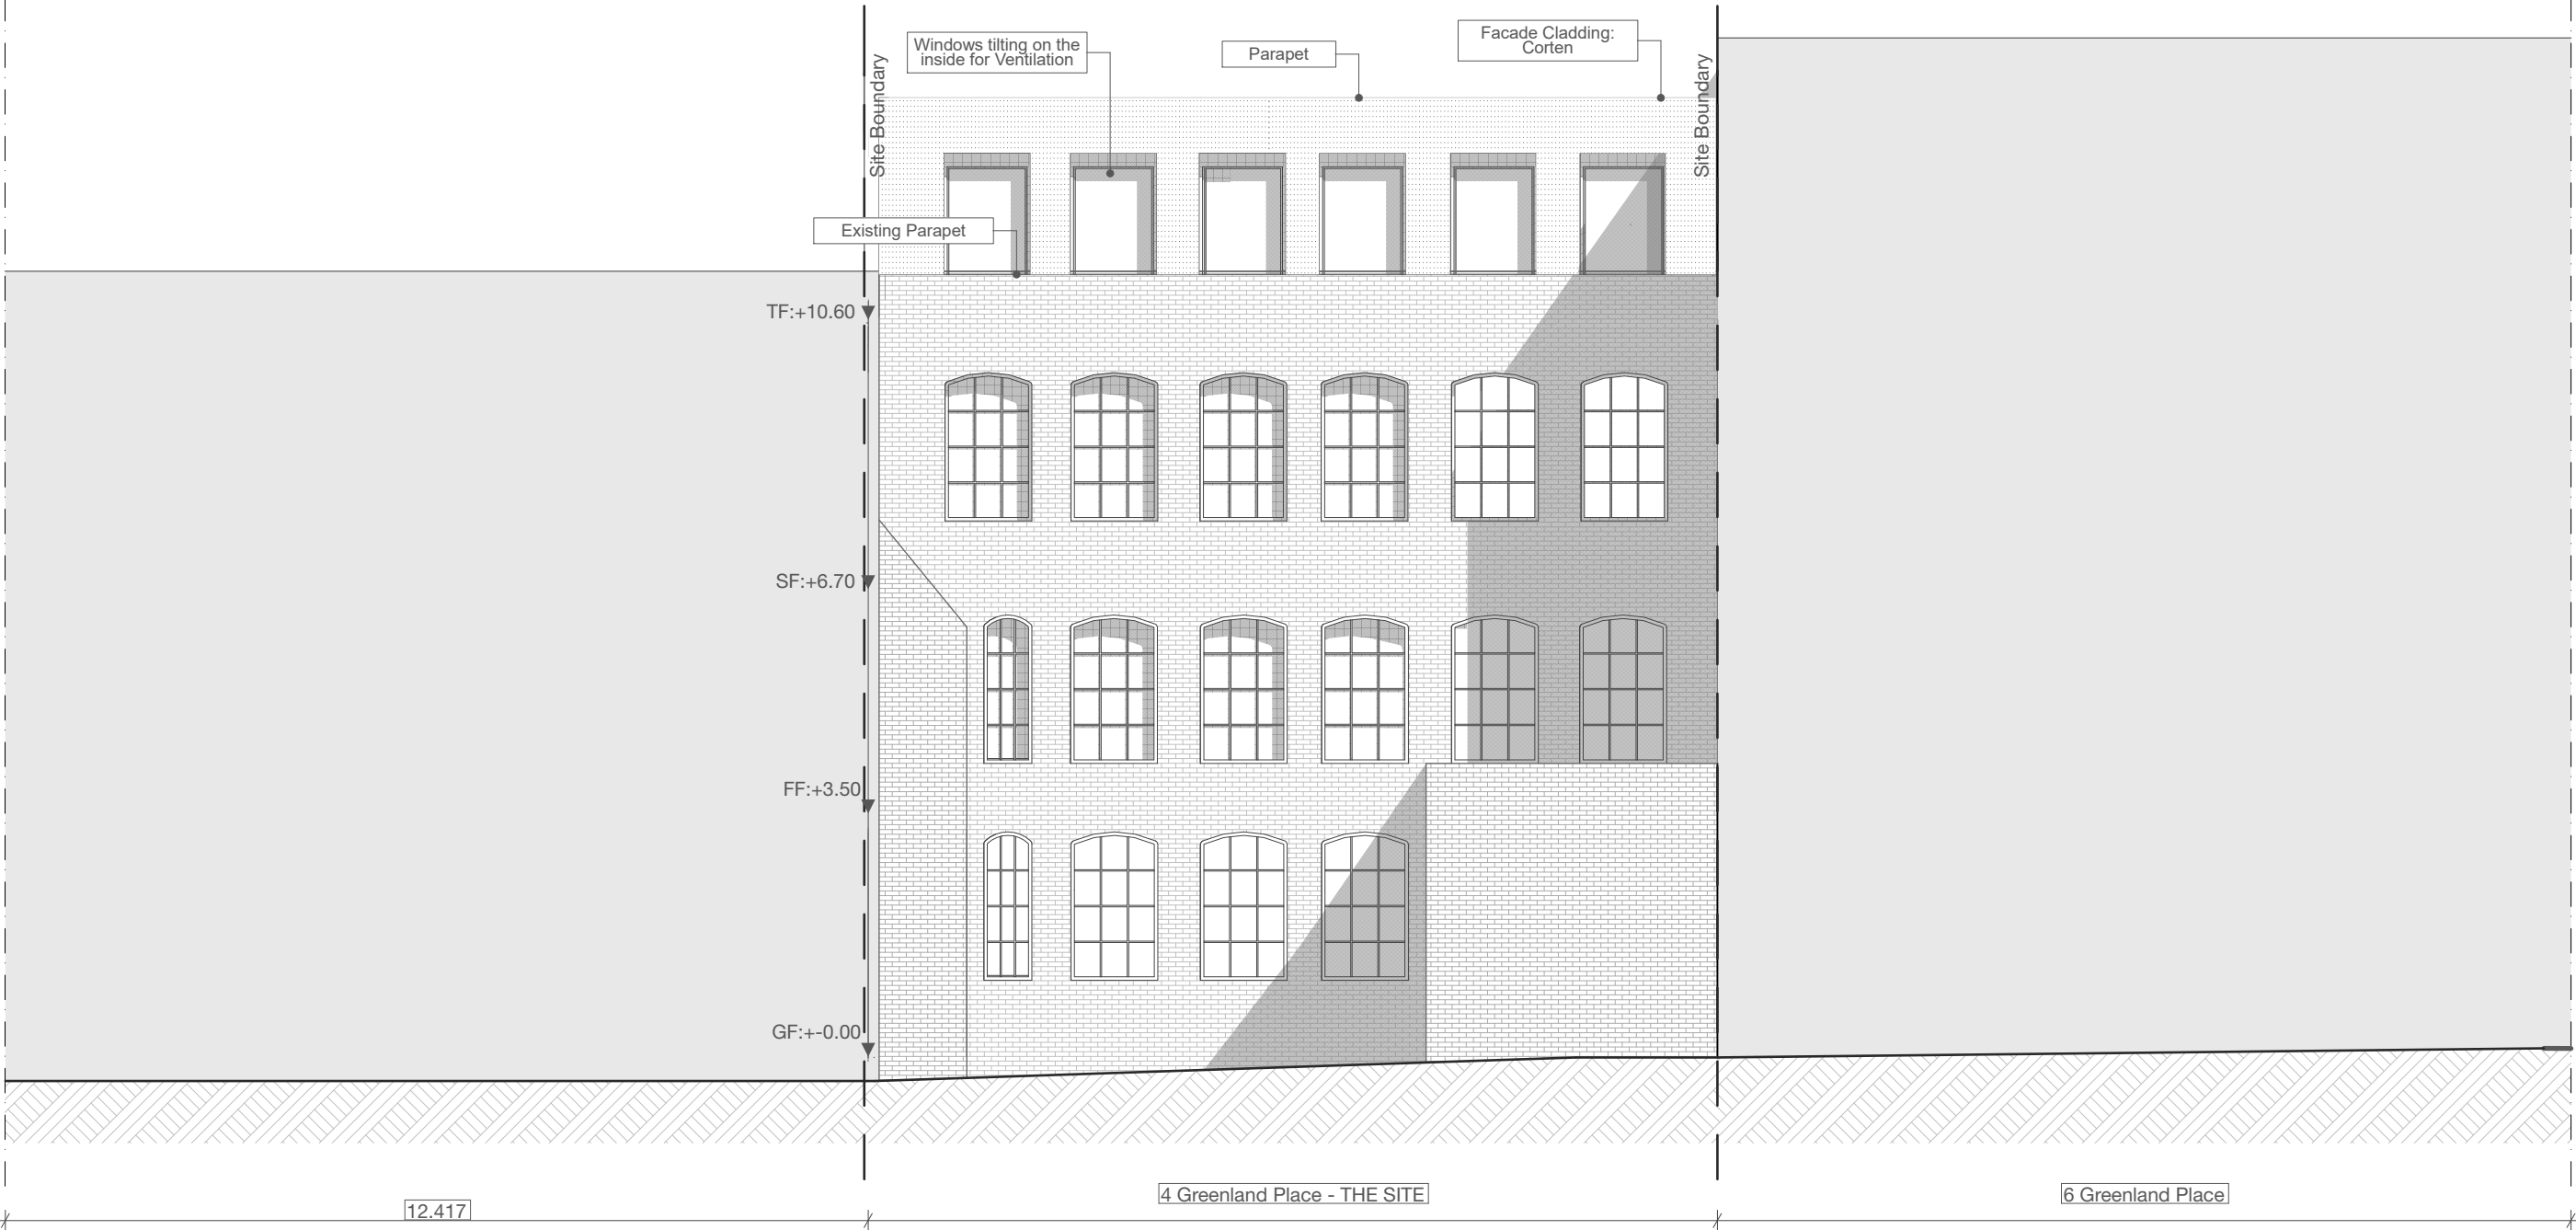 Windows tilting on the
inside for Ventilation
Parapet
Facade Cladding:
Corten
Site Boundary
Site Boundary
Existing Parapet
TF:+10.60
SF:+6.70
FF:+3.50
GF:+-0.00
12.417
4 Greenland Place - THE SITE
6 Greenland Place